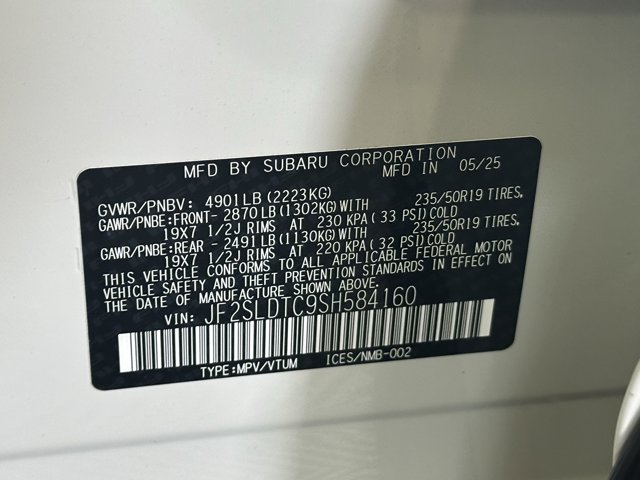 MFD BY SUBARU CORPORATION
MFD IN 05/25
GVWR/PNBV: 4901LB(2223KG)
GAWR/PNBE:FRONT- 2870LB(1302KG)WITH 235/50R19 TIRES,
19X7 1/2J RIMS AT 230 KPA(33 PSI)COLD
GAWR/PNBE:REAR - 2491LB(1130KG)WITH 235/50R19 TIRES,
19X7 1/2J RIMS AT 220 KPA(32 PSI)COLD
THIS VEHICLE CONFORMS TO ALL APPLICABLE FEDERAL MOTOR
VEHICLE SAFETY AND THEFT PREVENTION STANDARDS IN EFFECT ON
THE DATE OF MANUFACTURE SHOWN ABOVE.
VIN: JF2SLDTC9SH584160
TYPE:MPV/VTUM ICES/NMB-002